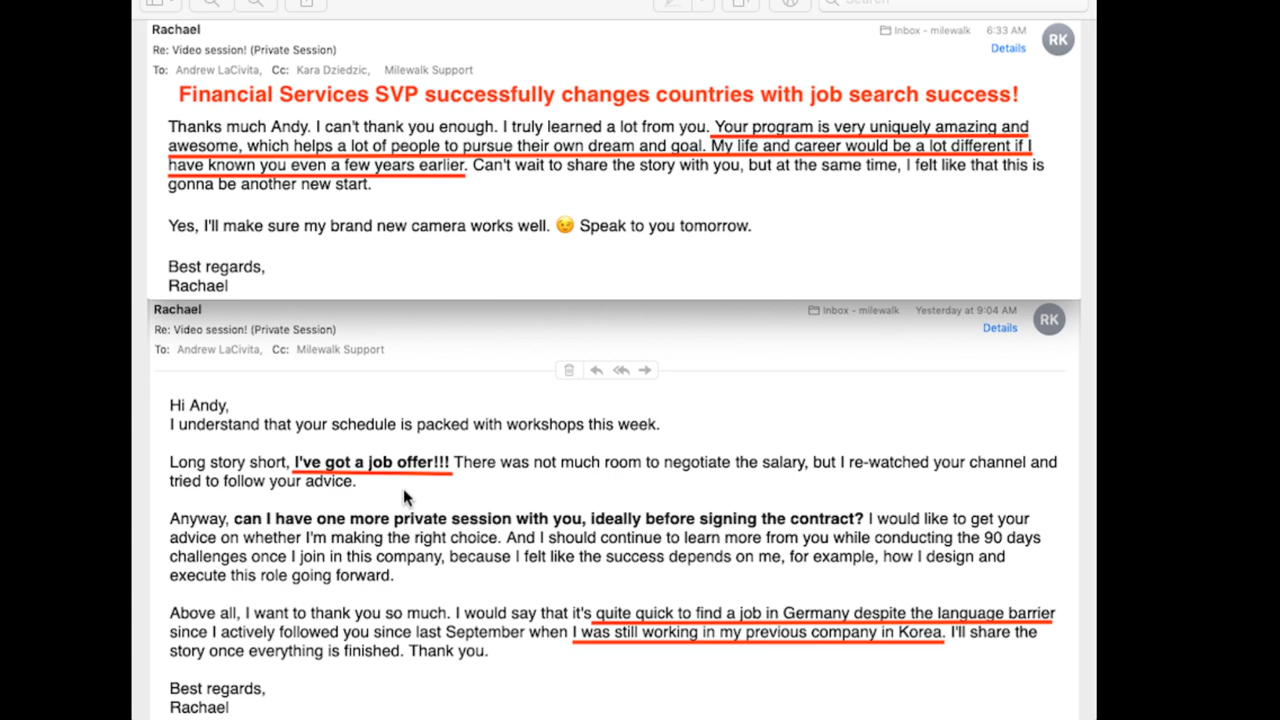 Search
Rachael
Inbox - milewalk 6:33 AM
RK
Re: Video session! (Private Session)
Details
To: Andrew LaCivita, Cc: Kara Dziedzic, Milewalk Support
Financial Services SVP successfully changes countries with job search success!
Thanks much Andy. I can't thank you enough. I truly learned a lot from you. Your program is very uniquely amazing and
awesome, which helps a lot of people to pursue their own dream and goal. My life and career would be a lot different if I
have known you even a few years earlier. Can't wait to share the story with you, but at the same time, I felt like that this is
gonna be another new start.
Yes, I'll make sure my brand new camera works well. 😉 Speak to you tomorrow.
Best regards,
Rachael
Rachael
Inbox - milewalk Yesterday at 9:04 AM
RK
Re: Video session! (Private Session)
Details
To: Andrew LaCivita, Cc: Milewalk Support
Hi Andy,
I understand that your schedule is packed with workshops this week.
Long story short, I've got a job offer!!! There was not much room to negotiate the salary, but I re-watched your channel and
tried to follow your advice.
Anyway, can I have one more private session with you, ideally before signing the contract? I would like to get your
advice on whether I'm making the right choice. And I should continue to learn more from you while conducting the 90 days
challenges once I join in this company, because I felt like the success depends on me, for example, how I design and
execute this role going forward.
Above all, I want to thank you so much. I would say that it's quite quick to find a job in Germany despite the language barrier
since I actively followed you since last September when I was still working in my previous company in Korea. I'll share the
story once everything is finished. Thank you.
Best regards,
Rachael